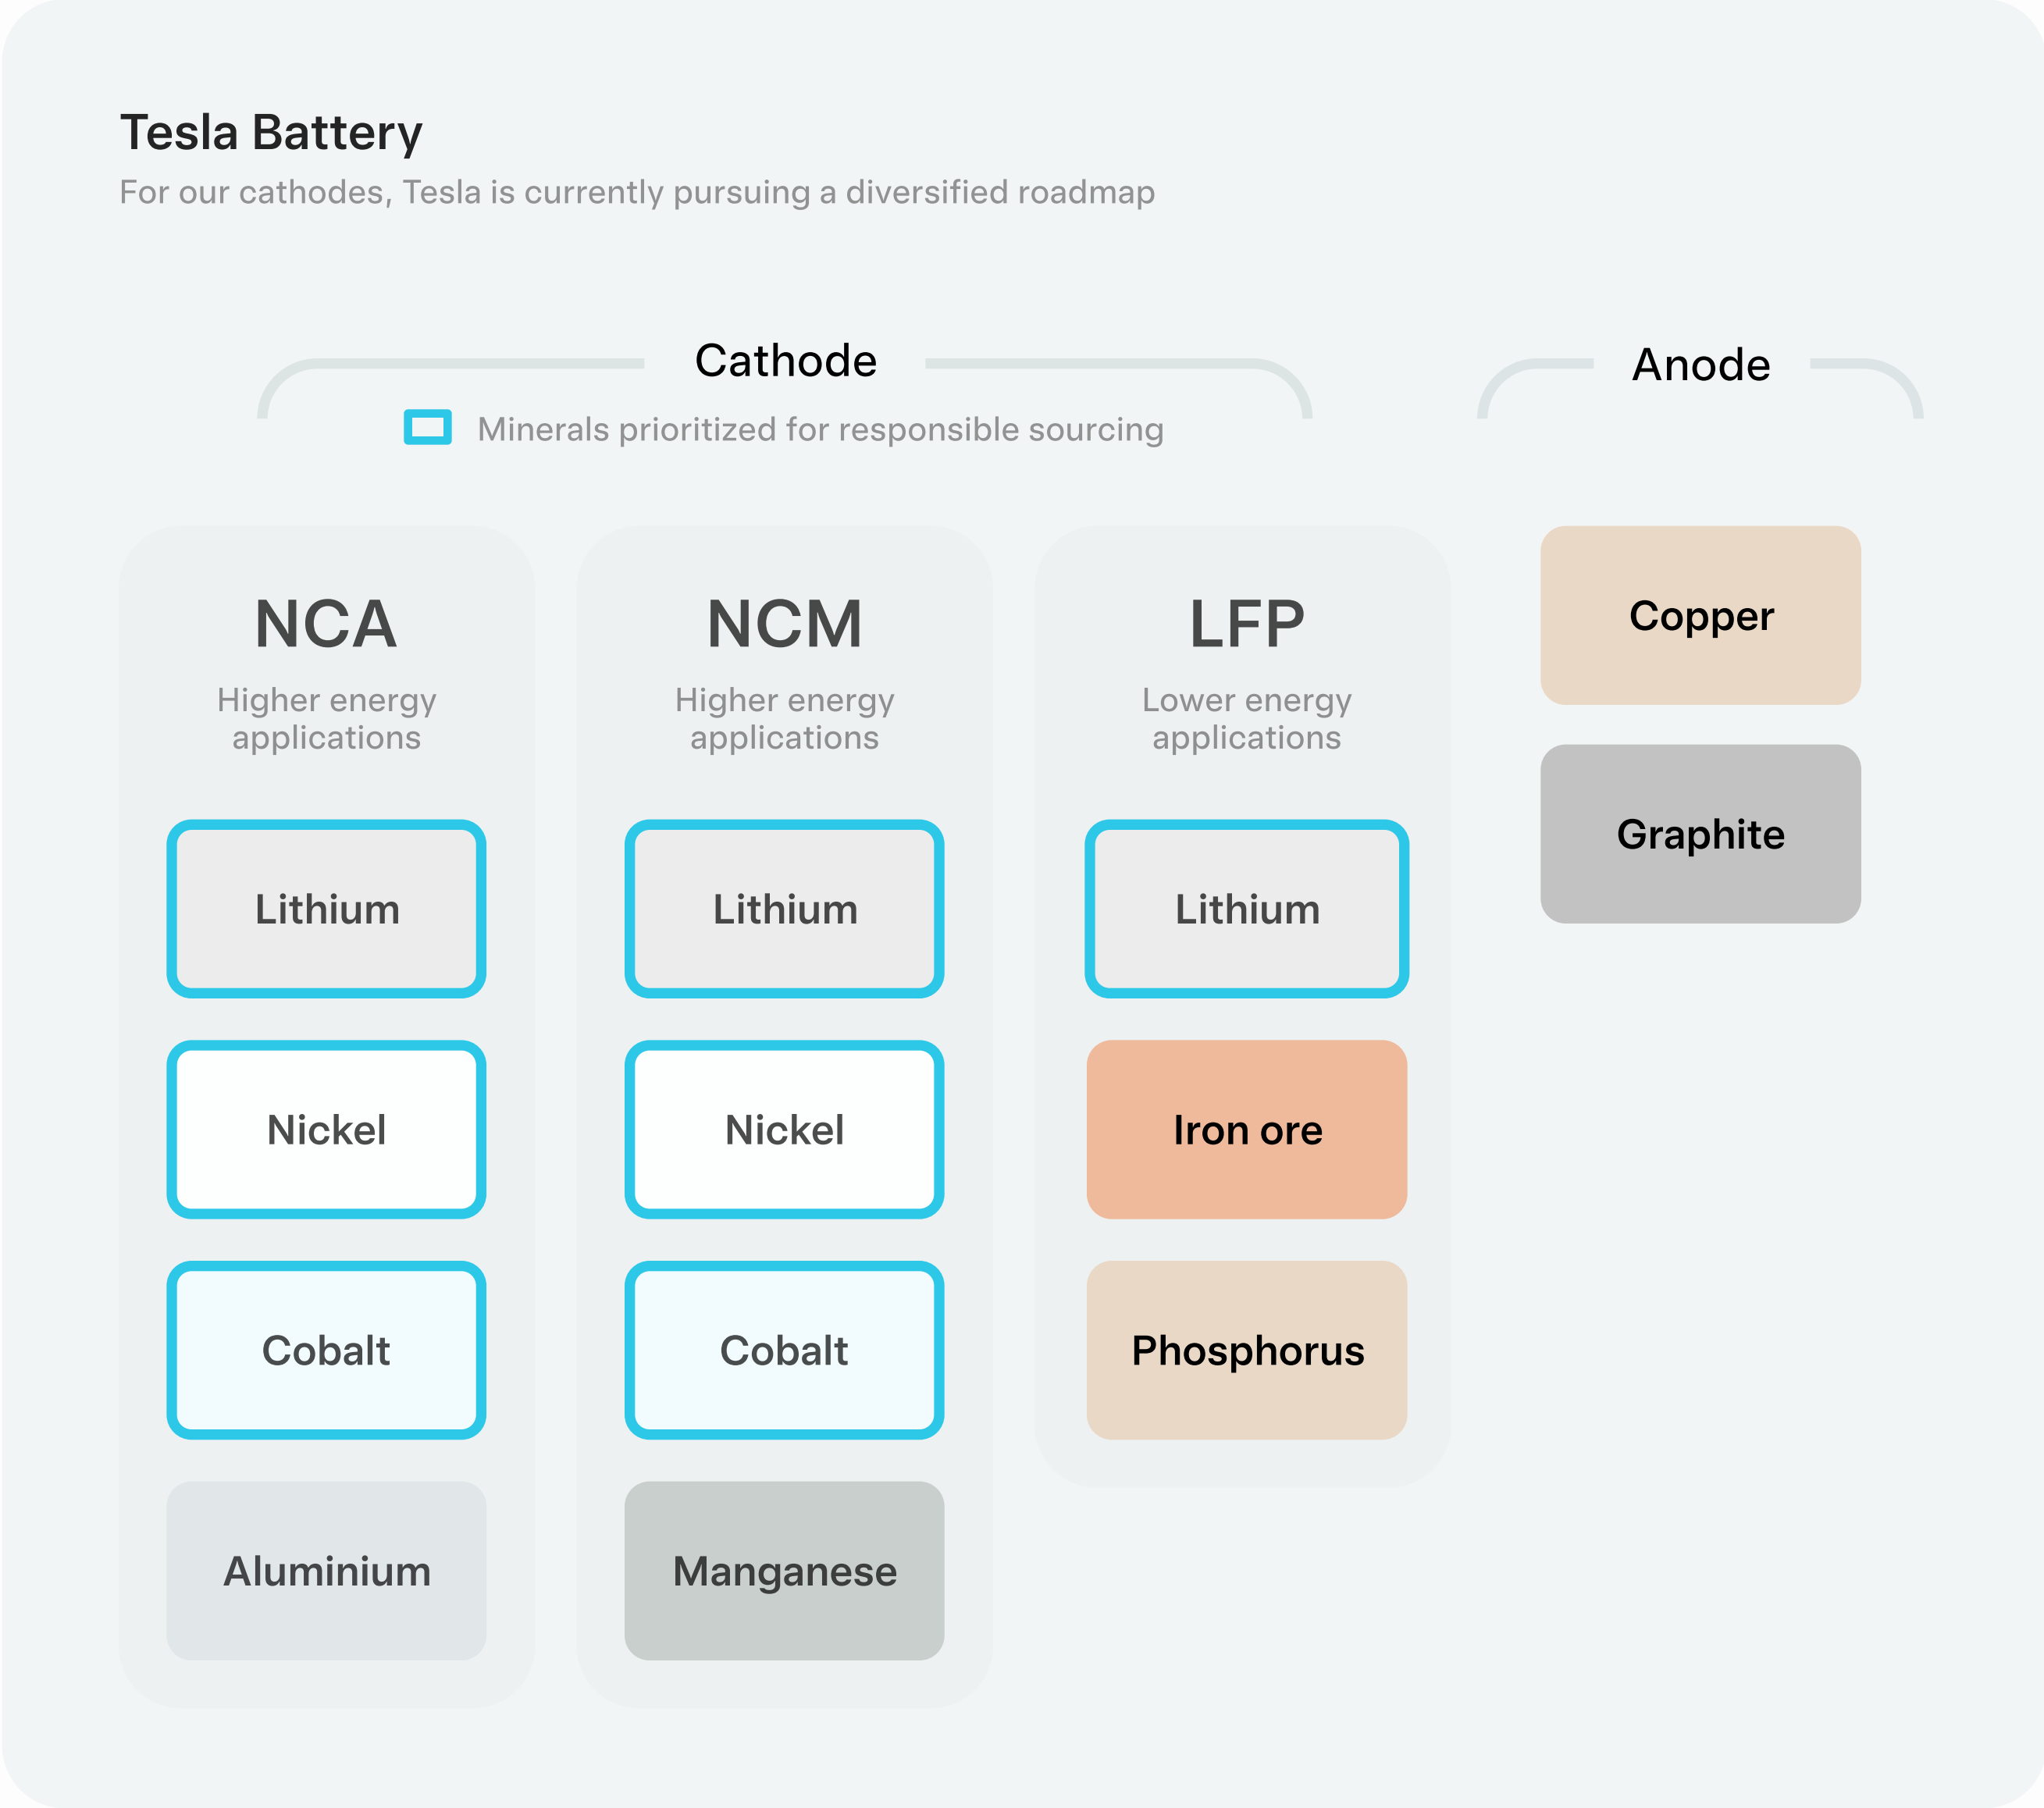 Tesla Battery
For our cathodes, Tesla is currently pursuing a diversified roadmap
Cathode
Minerals prioritized for responsible sourcing
NCA
Higher energy
applications
Lithium
Nickel
Cobalt
Aluminium
NCM
Higher energy
applications
Lithium
Nickel
Cobalt
Manganese
LFP
Lower energy
applications
Lithium
Iron ore
Phosphorus
Anode
Copper
Graphite